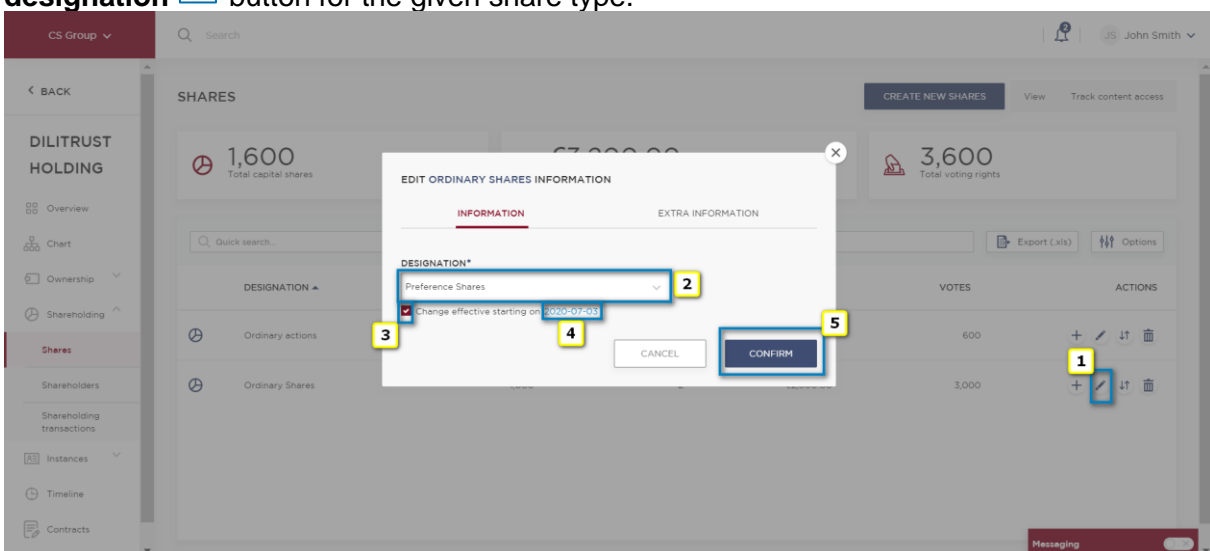 designation button for the given share type.
CS Group
Search
2
JS John Smith
BACK
SHARES
CREATE NEW SHARES View Track content access
DILITRUST
HOLDING
1,600
Total capital shares
3,600
Total voting rights
EDIT ORDINARY SHARES INFORMATION
INFORMATION EXTRA INFORMATION
Overview
Chart
Quick search...
Export (.xls) Options
DESIGNATION*
Preference Shares
2
Ownership
DESIGNATION
VOTES ACTIONS
Change effective starting on 2020-07-03
Shareholding
3
4
5
Ordinary actions
600
Shares
CANCEL CONFIRM
1
Shareholders
Ordinary Shares
3,000
Shareholding
transactions
Instances
Timeline
Contracts
Messaging